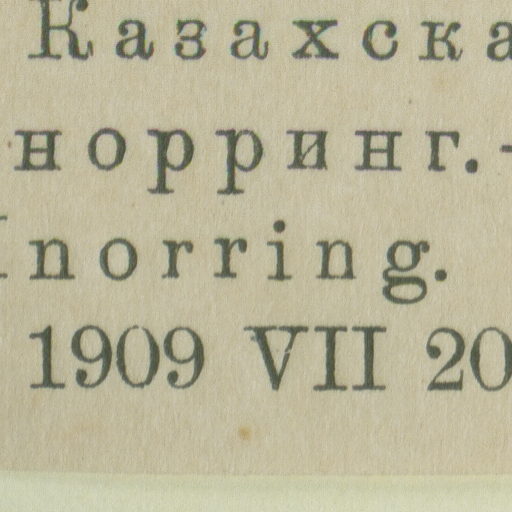 Казахска
норринг.-
norring.
1909 VII 20